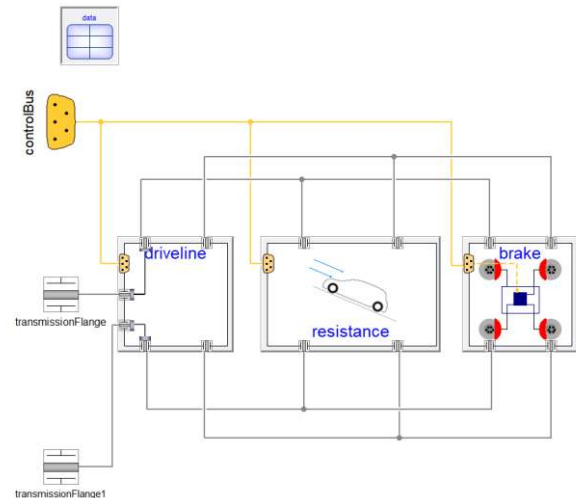 data
controlBus
driveline
resistance
brake
transmissionFlange
transmissionFlange1